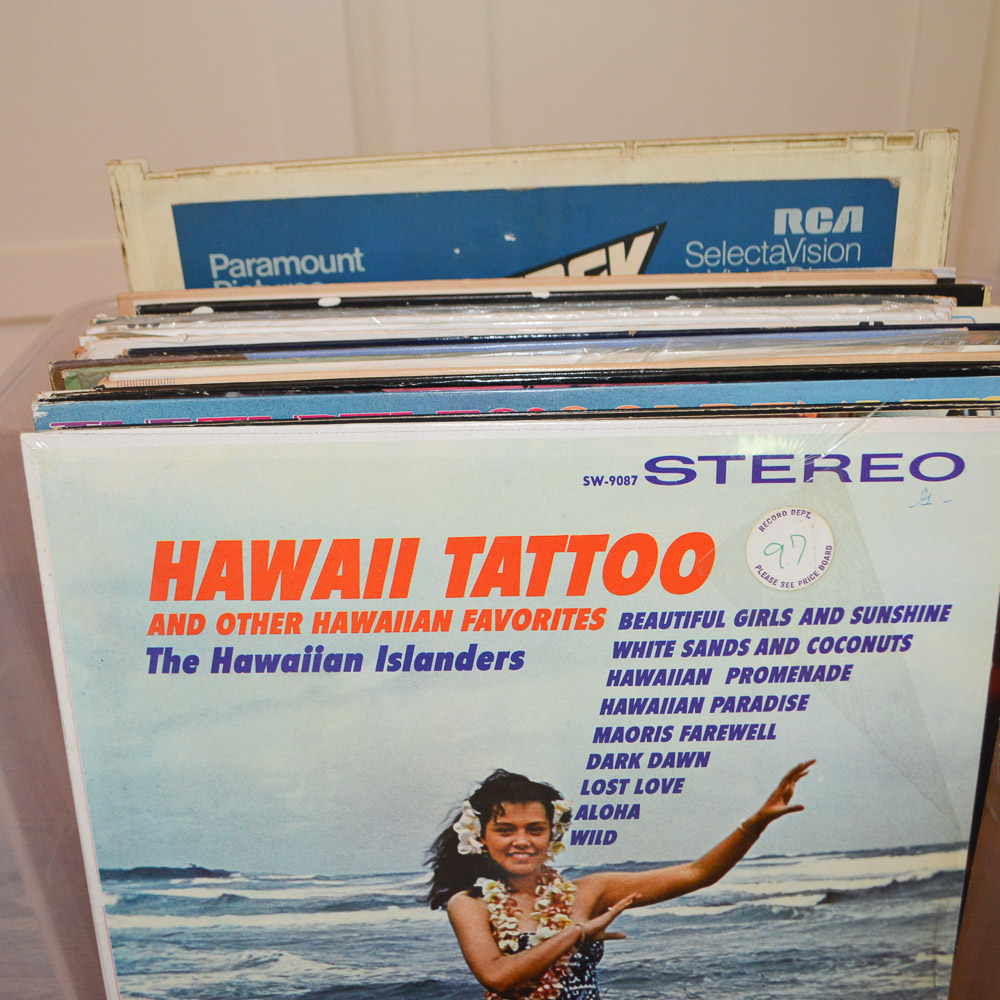 RCA
Paramount
SelectaVision
SW-9087 STEREO
RECORD DEPT.
97
PLEASE SEE PRICE BOARD
HAWAII TATTOO
AND OTHER HAWAIIAN FAVORITES
The Hawaiian Islanders
BEAUTIFUL GIRLS AND SUNSHINE
WHITE SANDS AND COCONUTS
HAWAIIAN PROMENADE
HAWAIIAN PARADISE
MAORIS FAREWELL
DARK DAWN
LOST LOVE
ALOHA
WILD